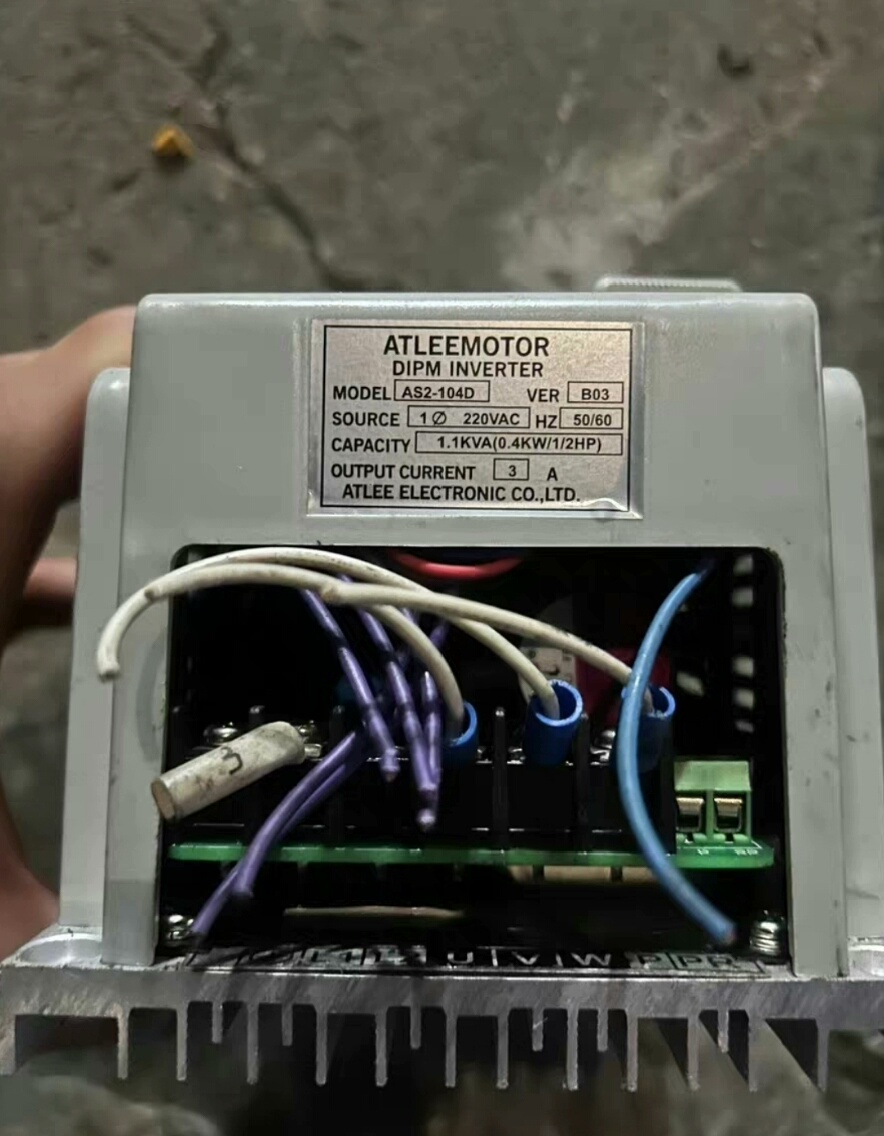 ATLEEMOTOR
DIPM INVERTER
MODEL AS2-104D VER B03
SOURCE 1∅ 220VAC HZ 50/60
CAPACITY 1.1KVA(0.4KW/1/2HP)
OUTPUT CURRENT 3 A
ATLEE ELECTRONIC CO.,LTD.
3
U V W P PR